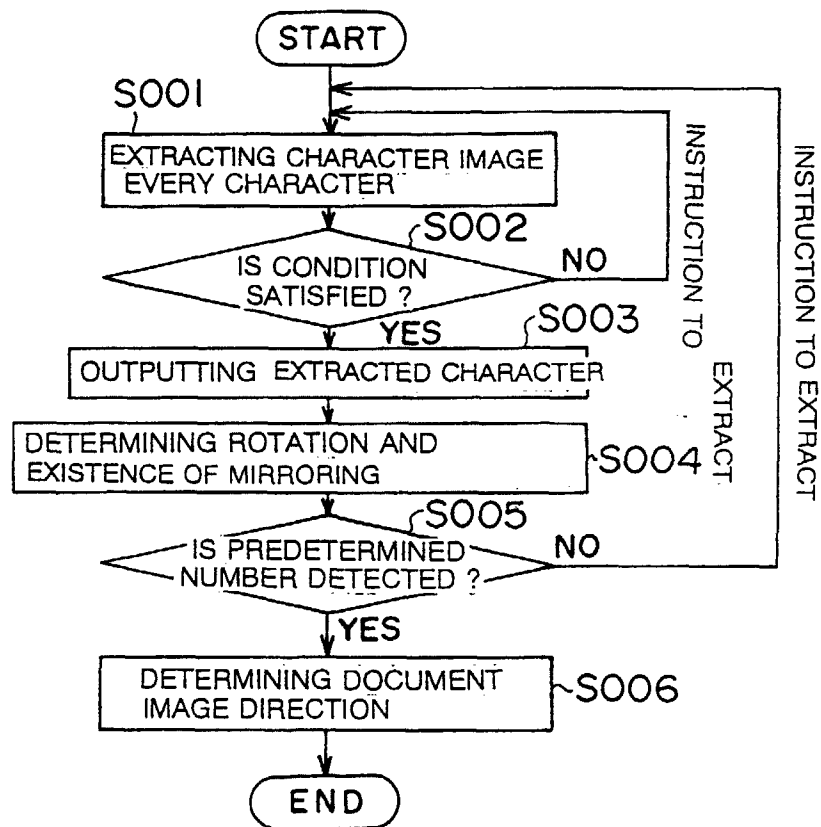 START
S001
EXTRACTING CHARACTER IMAGE
EVERY CHARACTER
S002
IS CONDITION
SATISFIED ?
NO
INSTRUCTION TO
EXTRACT
INSTRUCTION TO EXTRACT
YES
S003
OUTPUTTING EXTRACTED CHARACTER
DETERMINING ROTATION AND
EXISTENCE OF MIRRORING
S004
S005
IS PREDETERMINED
NUMBER DETECTED ?
NO
YES
DETERMINING DOCUMENT
IMAGE DIRECTION
S006
END